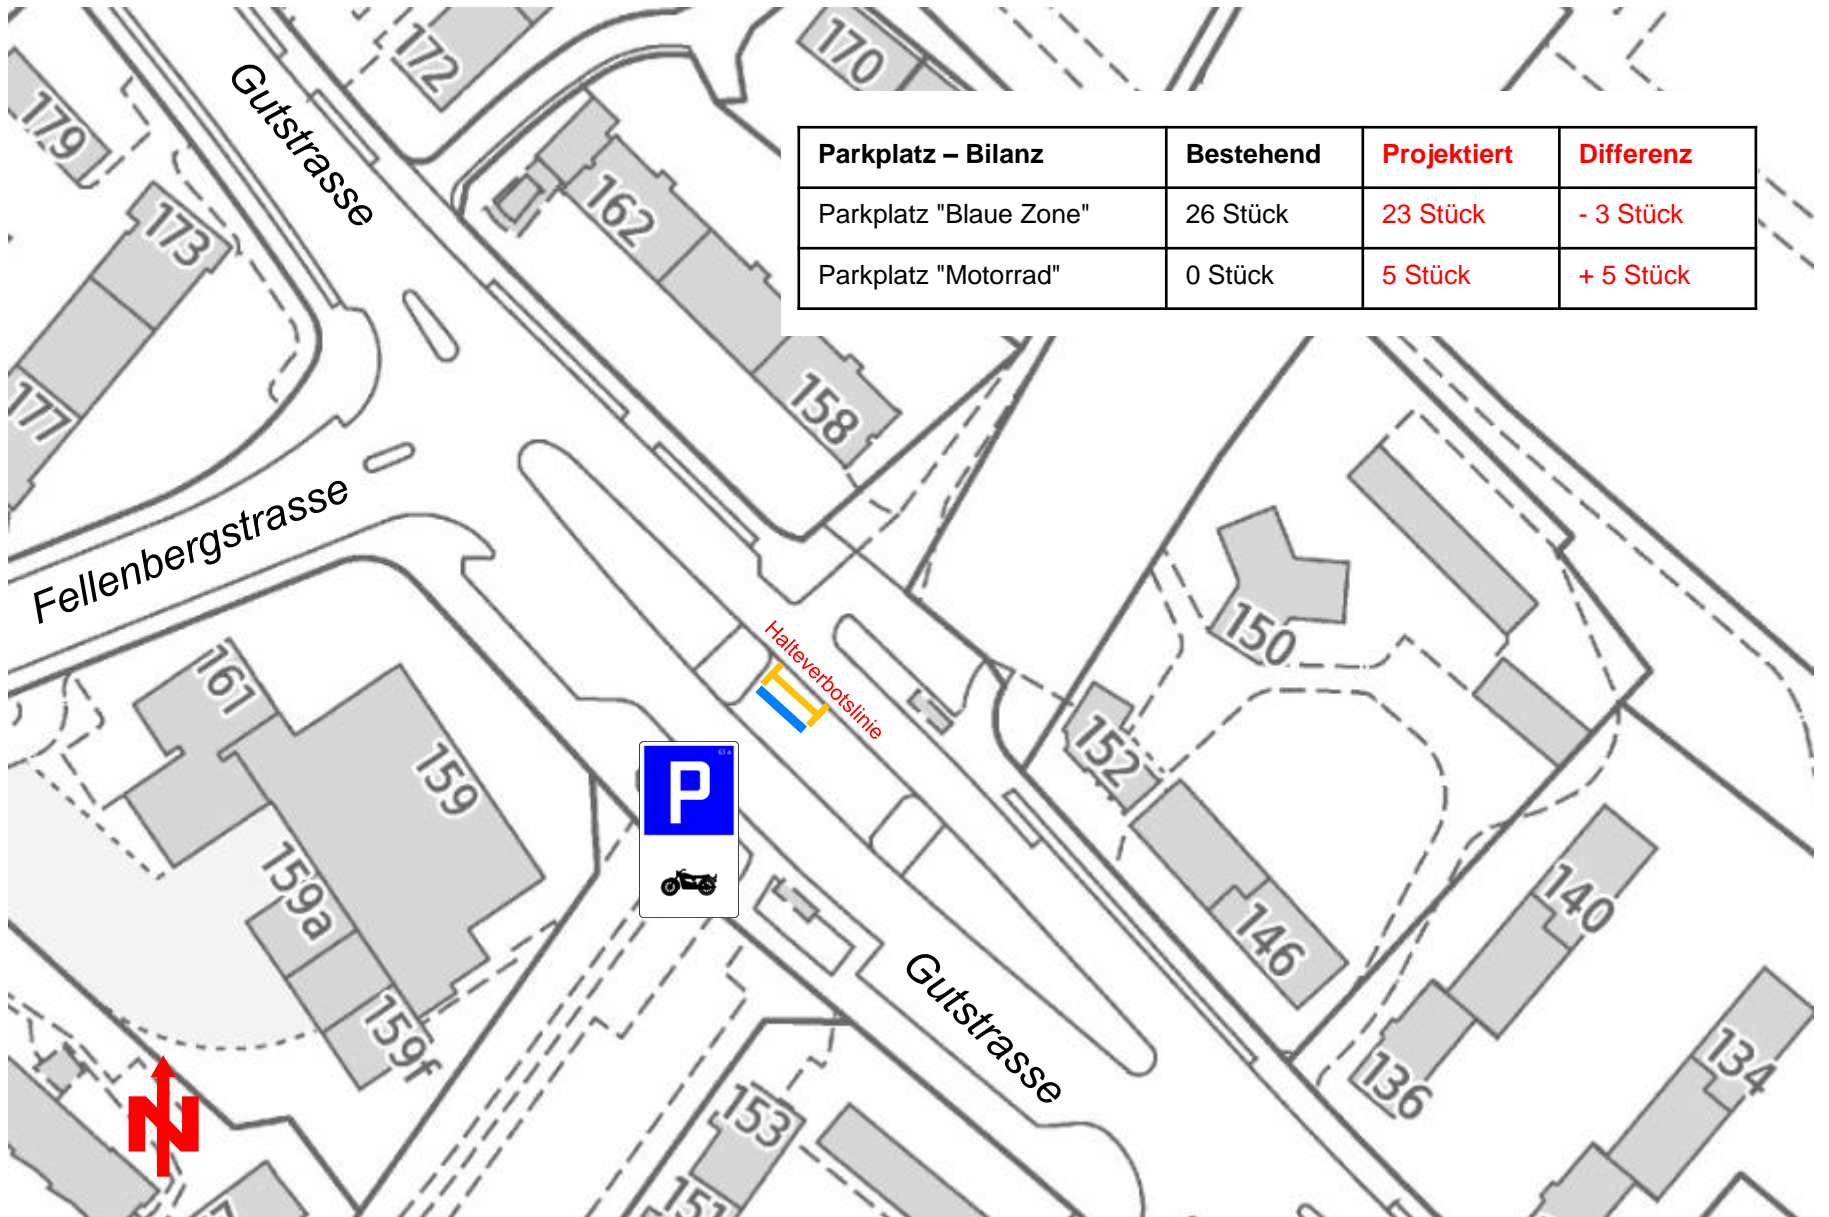 172
170
Gutstrasse
179
Parkplatz – Bilanz Bestehend Projektiert Differenz
Parkplatz "Blaue Zone" 26 Stück 23 Stück - 3 Stück
Parkplatz "Motorrad" 0 Stück 5 Stück + 5 Stück
162
173
177
158
Fellenbergstrasse
150
Halteverbotslinie
161
152
159
P
159a
140
146
Gutstrasse
159f
136
134
153
151
N